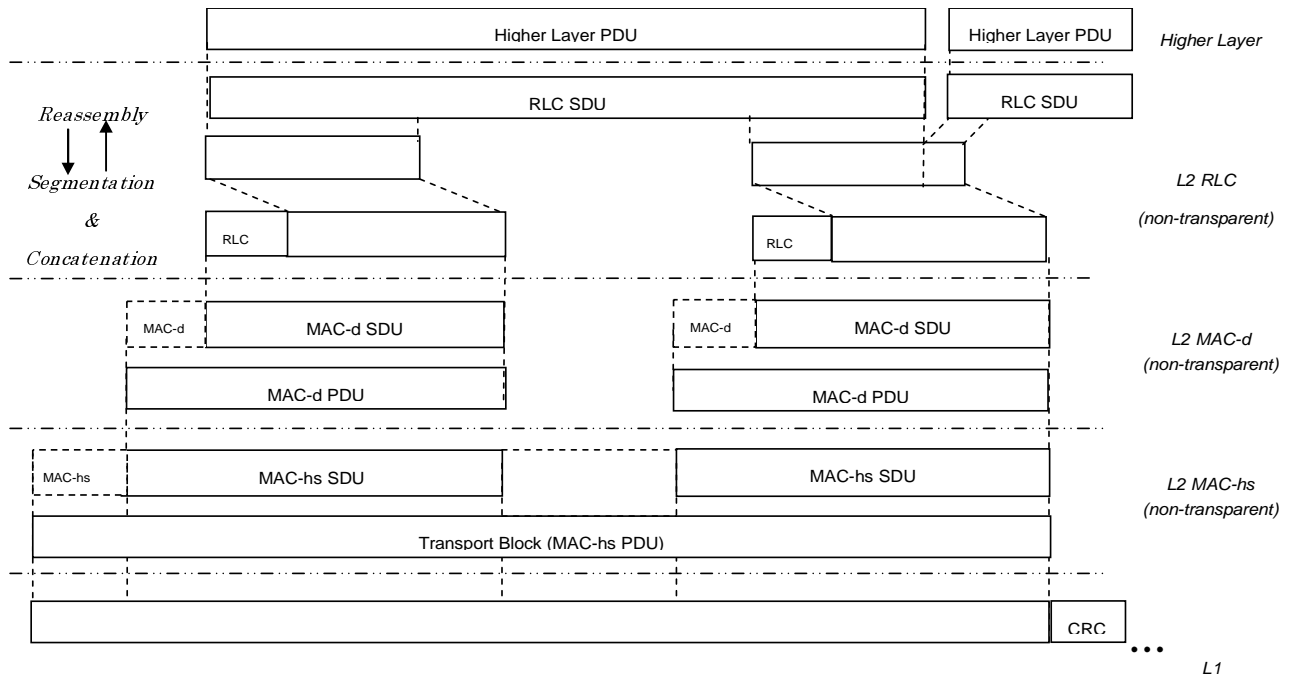 Higher Layer PDU
Higher Layer PDU
Higher Layer
RLC SDU
RLC SDU
Reassembly
Segmentation
&
Concatenation
L2 RLC
(non-transparent)
RLC
RLC
MAC-d
MAC-d SDU
MAC-d
MAC-d SDU
L2 MAC-d
(non-transparent)
MAC-d PDU
MAC-d PDU
MAC-hs
MAC-hs SDU
MAC-hs SDU
L2 MAC-hs
(non-transparent)
Transport Block (MAC-hs PDU)
CRC
•••
L1